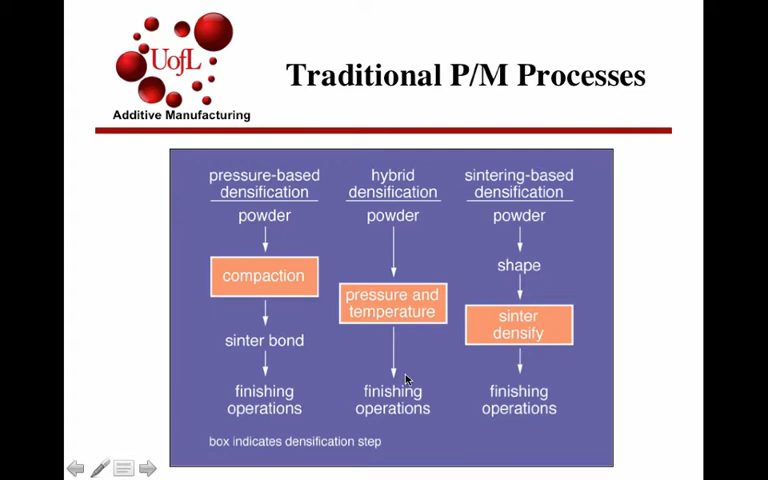 UofL
Additive Manufacturing
Traditional P/M Processes
pressure-based
densification
powder
compaction
sinter bond
finishing
operations
hybrid
densification
powder
pressure and
temperature
finishing
operations
sintering-based
densification
powder
shape
sinter
densify
finishing
operations
box indicates densification step